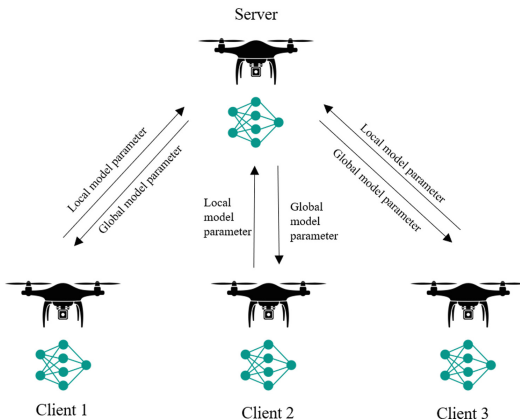 Server
Local model parameter
Global model parameter
Local
model
parameter
Global
model
parameter
Local model parameter
Global model parameter
Client 1
Client 2
Client 3